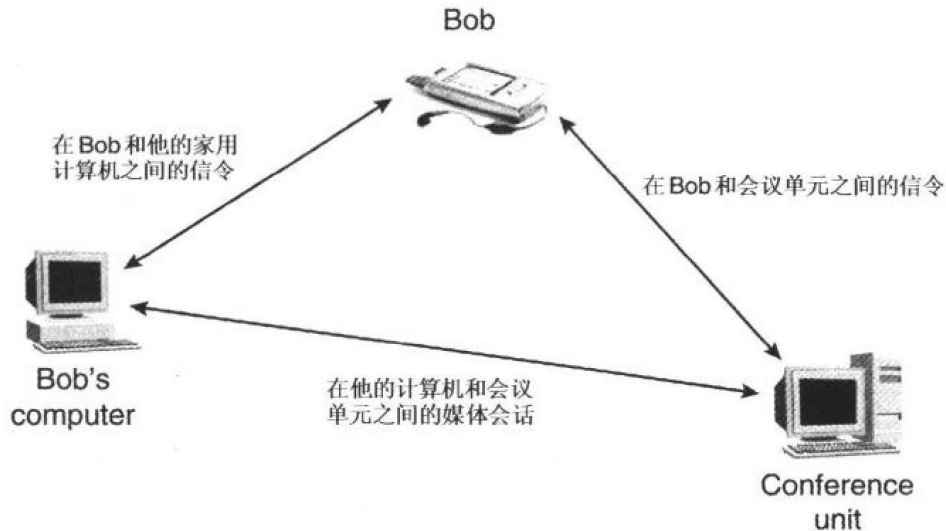 Bob
在Bob和他的家用
计算机之间的信令
在Bob和会议单元之间的信令
Bob's
computer
在他的计算机和会议
单元之间的媒体会话
Conference
unit